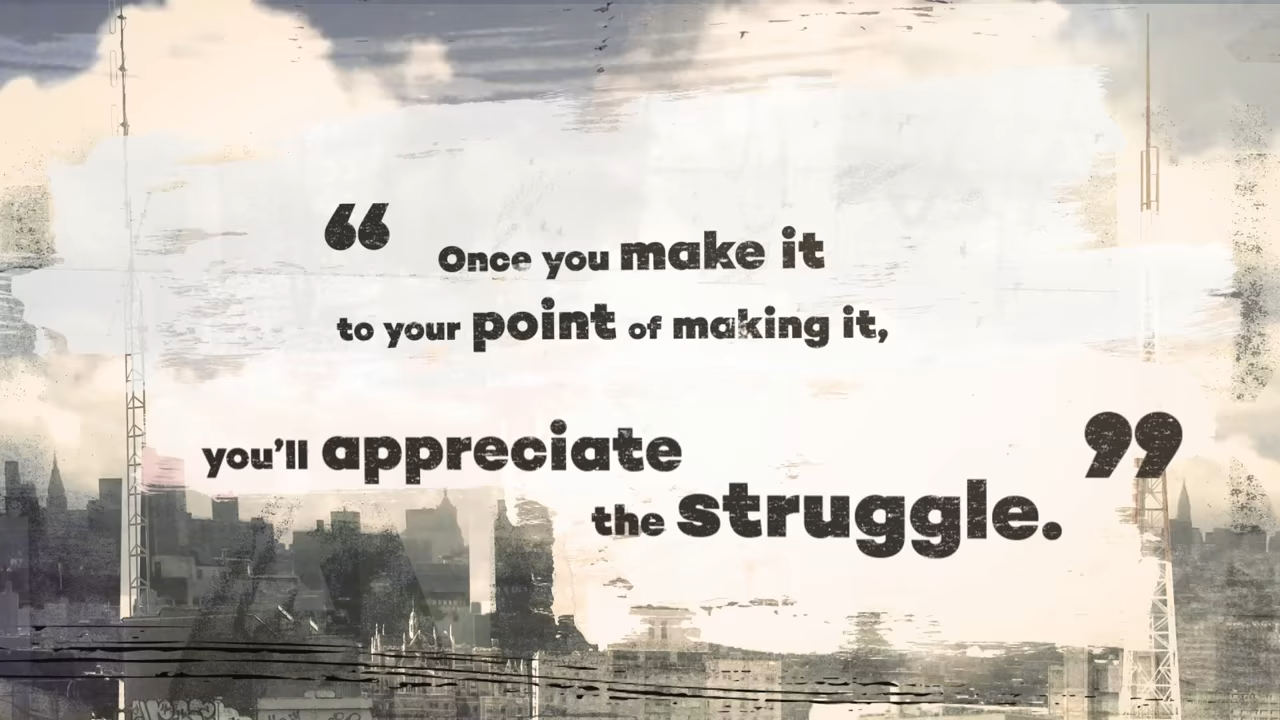 “ Once you make it
to your point of making it,
you’ll appreciate
the struggle. ”